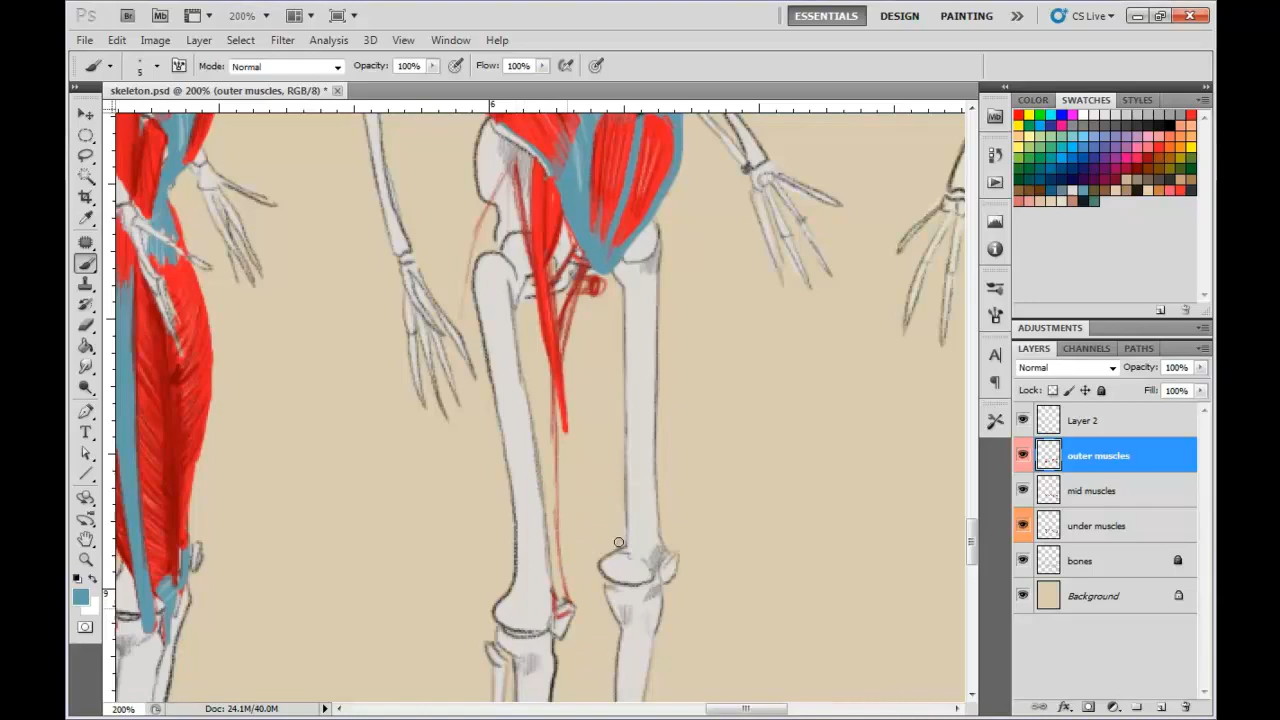 Ps Br Mb 200% ESSENTIALS DESIGN PAINTING CS Live
File Edit Image Layer Select Filter Analysis 3D View Window Help
5 Mode: Normal Opacity: 100% Flow: 100%
skeleton.psd @ 200% (outer muscles, RGB/8) *
COLOR SWATCHES STYLES
6
9
ADJUSTMENTS
LAYERS CHANNELS PATHS
Normal Opacity: 100%
Lock: Fill: 100%
Layer 2
outer muscles
mid muscles
under muscles
bones
Background
200% Doc: 24.1M/40.0M